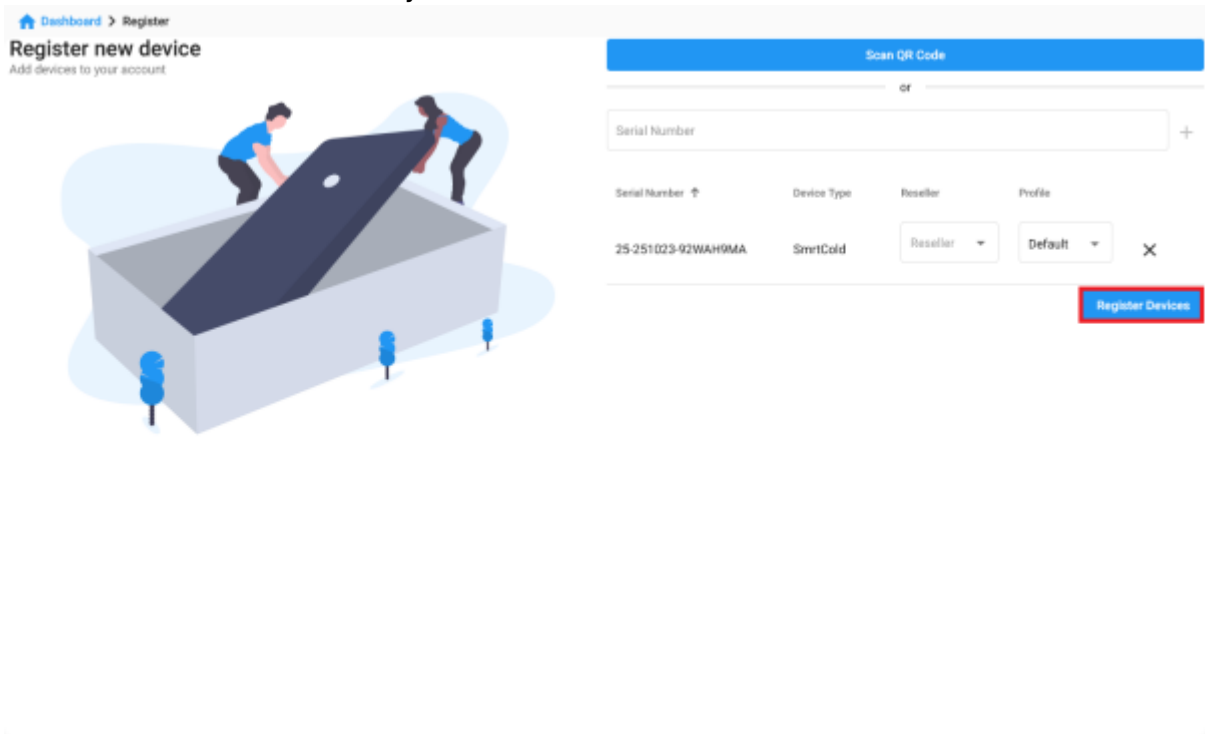 Dashboard > Register
Register new device
Add devices to your account
Scan QR Code
or
Serial Number +
Serial Number ↑ Device Type Reseller Profile
25-251023-92WAH9MA SmrtCold Reseller Default ✕
Register Devices